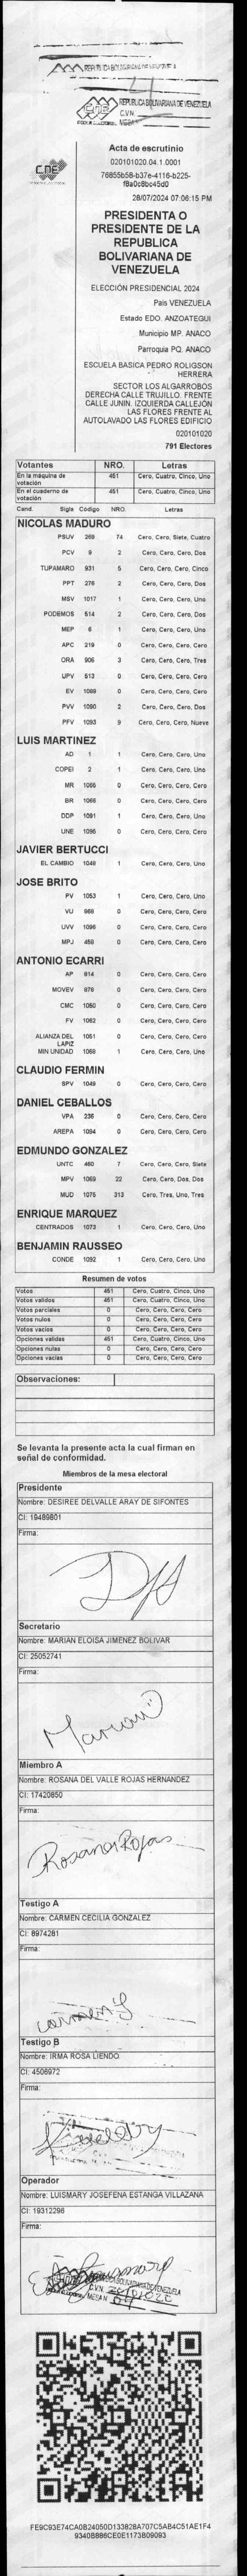 REPUBLICA BOLIVARIANA DE VENEZUELA
CNE
Acta de escrutinio
020101020.04.1.0001
76855b58-b37e-4116-b225-
f8a0c8bc45d0
28/07/2024 07:06:15 PM
PRESIDENTA O
PRESIDENTE DE LA
REPUBLICA
BOLIVARIANA DE
VENEZUELA
ELECCIÓN PRESIDENCIAL 2024
País VENEZUELA
Estado EDO. ANZOATEGUI
Municipio MP. ANACO
Parroquia PQ. ANACO
ESCUELA BASICA PEDRO ROLIGSON
HERRERA
SECTOR LOS ALGARROBOS
DERECHA CALLE TRUJILLO. FRENTE
CALLE JUNIN. IZQUIERDA CALLEJÓN
LAS FLORES FRENTE AL
AUTOLAVADO LAS FLORES EDIFICIO
020101020
791 Electores
Votantes NRO. Letras
En la máquina de votación 451 Cero, Cuatro, Cinco, Uno
En el cuaderno de votación 451 Cero, Cuatro, Cinco, Uno
Cand. Sigla Código NRO. Letras
NICOLAS MADURO
PSUV 269 74 Cero, Cero, Siete, Cuatro
PCV 9 2 Cero, Cero, Cero, Dos
TUPAMARO 931 5 Cero, Cero, Cero, Cinco
PPT 276 2 Cero, Cero, Cero, Dos
MSV 1017 1 Cero, Cero, Cero, Uno
PODEMOS 514 2 Cero, Cero, Cero, Dos
MEP 6 1 Cero, Cero, Cero, Uno
APC 219 0 Cero, Cero, Cero, Cero
ORA 906 3 Cero, Cero, Cero, Tres
UPV 513 0 Cero, Cero, Cero, Cero
EV 1089 0 Cero, Cero, Cero, Cero
PVV 1090 2 Cero, Cero, Cero, Dos
PFV 1093 9 Cero, Cero, Cero, Nueve
LUIS MARTINEZ
AD 1 1 Cero, Cero, Cero, Uno
COPEI 2 1 Cero, Cero, Cero, Uno
MR 1066 0 Cero, Cero, Cero, Cero
BR 0 Cero, Cero, Cero, Cero
DDP 1091 1 Cero, Cero, Cero, Uno
UNE 1095 0 Cero, Cero, Cero, Cero
JAVIER BERTUCCI
EL CAMBIO 1048 1 Cero, Cero, Cero, Uno
JOSE BRITO
PV 1053 1 Cero, Cero, Cero, Uno
VU 968 0 Cero, Cero, Cero, Cero
UVV 1096 0 Cero, Cero, Cero, Cero
MPJ 458 0 Cero, Cero, Cero, Cero
ANTONIO ECARRI
AP 814 0 Cero, Cero, Cero, Cero
MOVEV 879 0 Cero, Cero, Cero, Cero
CMC 1050 0 Cero, Cero, Cero, Cero
FV 1062 0 Cero, Cero, Cero, Cero
ALIANZA DEL LAPIZ 1051 0 Cero, Cero, Cero, Cero
MIN UNIDAD 1059 1 Cero, Cero, Cero, Uno
CLAUDIO FERMIN
SPV 1049 0 Cero, Cero, Cero, Cero
DANIEL CEBALLOS
VPA 235 0 Cero, Cero, Cero, Cero
AREPA 1094 0 Cero, Cero, Cero, Cero
EDMUNDO GONZALEZ
UNTC 460 7 Cero, Cero, Cero, Siete
MPV 1069 22 Cero, Cero, Dos, Dos
MUD 1075 313 Cero, Tres, Uno, Tres
ENRIQUE MARQUEZ
CENTRADOS 1073 1 Cero, Cero, Cero, Uno
BENJAMIN RAUSSEO
CONDE 1092 1 Cero, Cero, Cero, Uno
Resumen de votos
Votos 451 Cero, Cuatro, Cinco, Uno
Votos validos 451 Cero, Cuatro, Cinco, Uno
Votos parciales 0 Cero, Cero, Cero, Cero
Votos nulos 0 Cero, Cero, Cero, Cero
Votos vacios 0 Cero, Cero, Cero, Cero
Opciones validas 451 Cero, Cuatro, Cinco, Uno
Opciones nulas 0 Cero, Cero, Cero, Cero
Opciones vacias 0 Cero, Cero, Cero, Cero
Observaciones:
Se levanta la presente acta la cual firman en
señal de conformidad.
Miembros de la mesa electoral
Presidente
Nombre: DESIREE DELVALLE ARAY DE SIFONTES
CI: 19489801
Firma:
Secretario
Nombre: MARIAN ELOISA JIMENEZ BOLIVAR
CI: 25052741
Firma:
Marian
Miembro A
Nombre: ROSANA DEL VALLE ROJAS HERNANDEZ
CI: 17420850
Firma:
Rosana Rojas
Testigo A
Nombre: CARMEN CECILIA GONZALEZ
CI: 8974281
Firma:
Carmen G
Testigo B
Nombre: IRMA ROSA LIENDO
CI: 4506972
Firma:
Operador
Nombre: LUISMARY JOSEFENA ESTANGA VILLAZANA
CI: 19312296
Firma:
FE9C93E74CA0B24050D133828A707C5AB4C51AE1F4
9340B886CE0E1173B09093